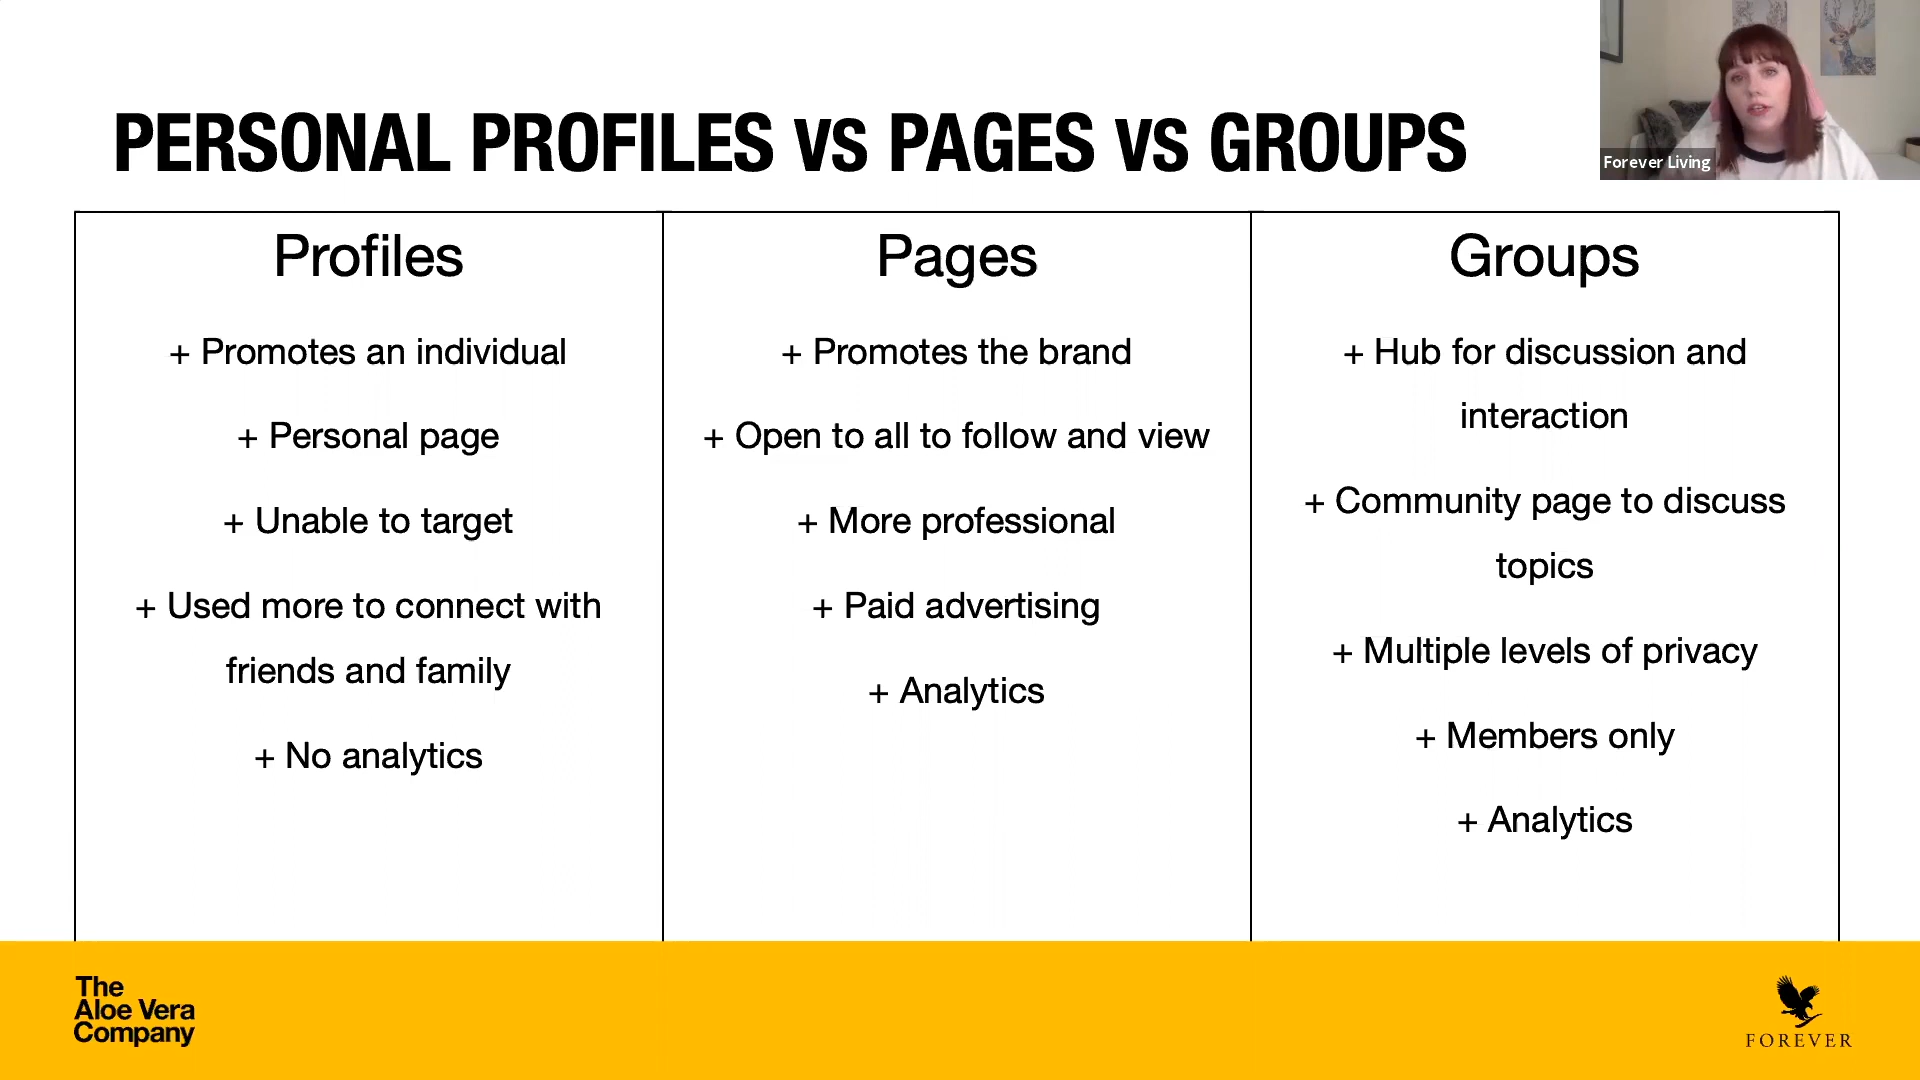 PERSONAL PROFILES VS PAGES VS GROUPS
Forever Living
Profiles
+ Promotes an individual
+ Personal page
+ Unable to target
+ Used more to connect with
friends and family
+ No analytics
Pages
+ Promotes the brand
+ Open to all to follow and view
+ More professional
+ Paid advertising
+ Analytics
Groups
+ Hub for discussion and
interaction
+ Community page to discuss
topics
+ Multiple levels of privacy
+ Members only
+ Analytics
The
Aloe Vera
Company
FOREVER